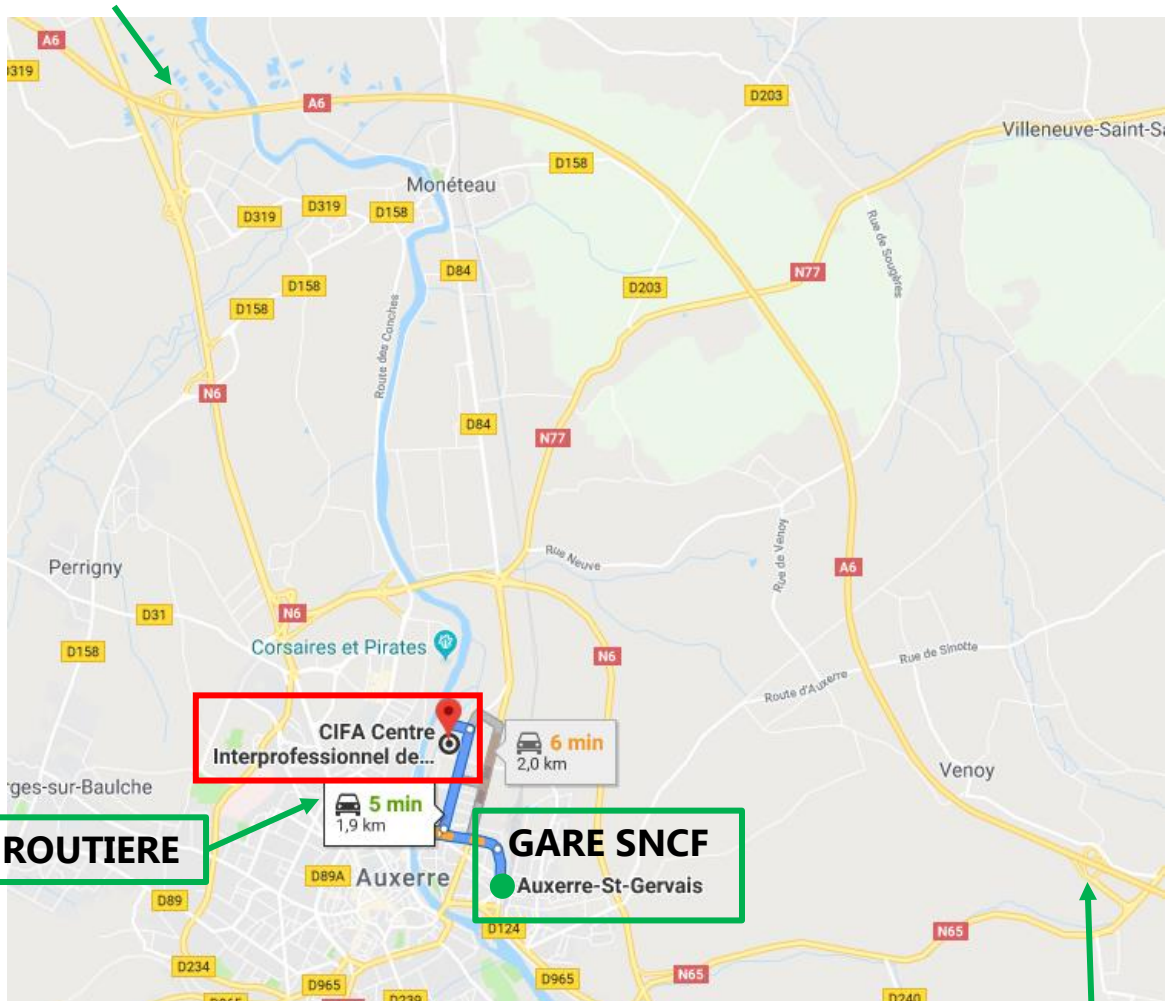 A6
D319
A6
D203
Villeneuve-Saint-Sa
D158
Monéteau
D319
D319
D158
D84
N77
Rue de Sougères
D203
D158
D158
Route des Conches
N6
D84
N77
Rue Neuve
Rue de Venoy
A6
Perrigny
D31
N6
D158
Corsaires et Pirates
N6
Rue de Sinotte
Route d'Auxerre
CIFA Centre
Interprofessionnel de...
6 min
2,0 km
Venoy
rges-sur-Baulche
5 min
1,9 km
ROUTIERE
GARE SNCF
Auxerre-St-Gervais
D89A
Auxerre
D89
D124
N65
D234
D965
D965
N65
D239
D240